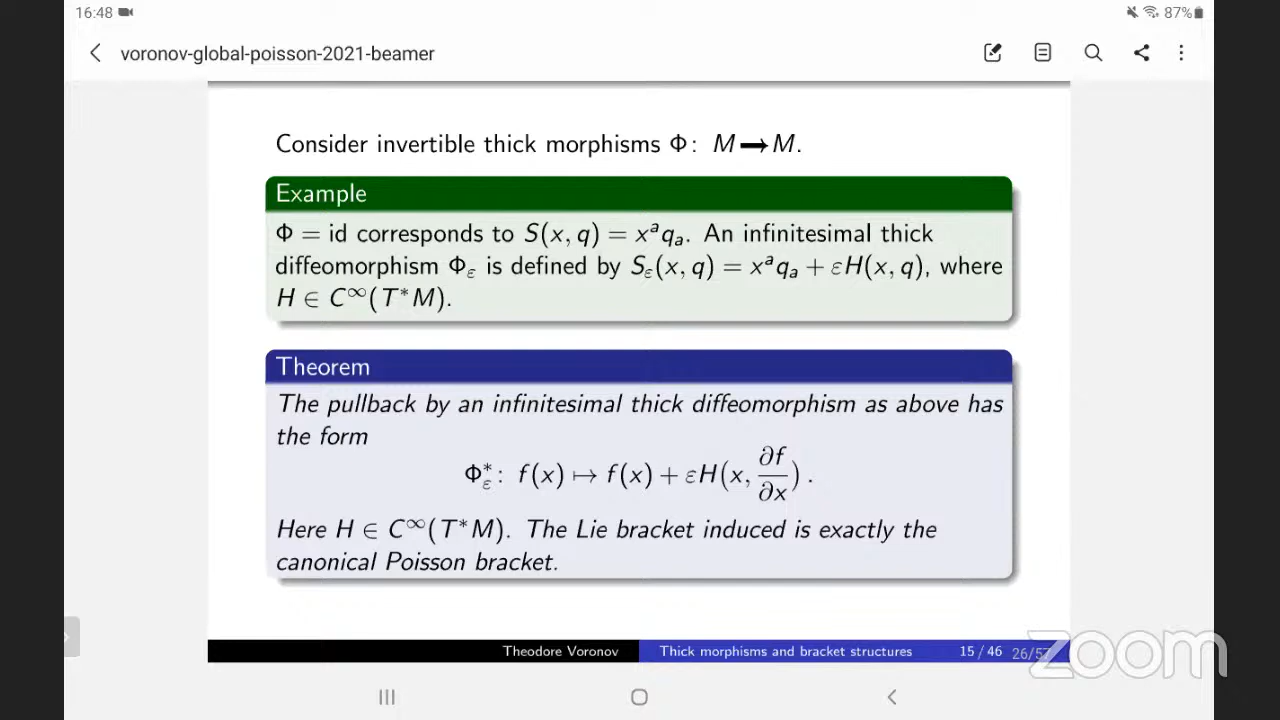 16:48
87%
voronov-global-poisson-2021-beamer
Consider invertible thick morphisms Φ: M ➞ M.
Example
Φ = id corresponds to S(x, q) = xᵃqₐ. An infinitesimal thick
diffeomorphism Φ_ε is defined by S_ε(x, q) = xᵃqₐ + εH(x, q), where
H ∈ C^∞(T*M).
Theorem
The pullback by an infinitesimal thick diffeomorphism as above has
the form
Φ*_ε: f(x) ↦ f(x) + εH(x, ∂f/∂x).
Here H ∈ C^∞(T*M). The Lie bracket induced is exactly the
canonical Poisson bracket.
Theodore Voronov
Thick morphisms and bracket structures
15 / 46
26/57
zoom